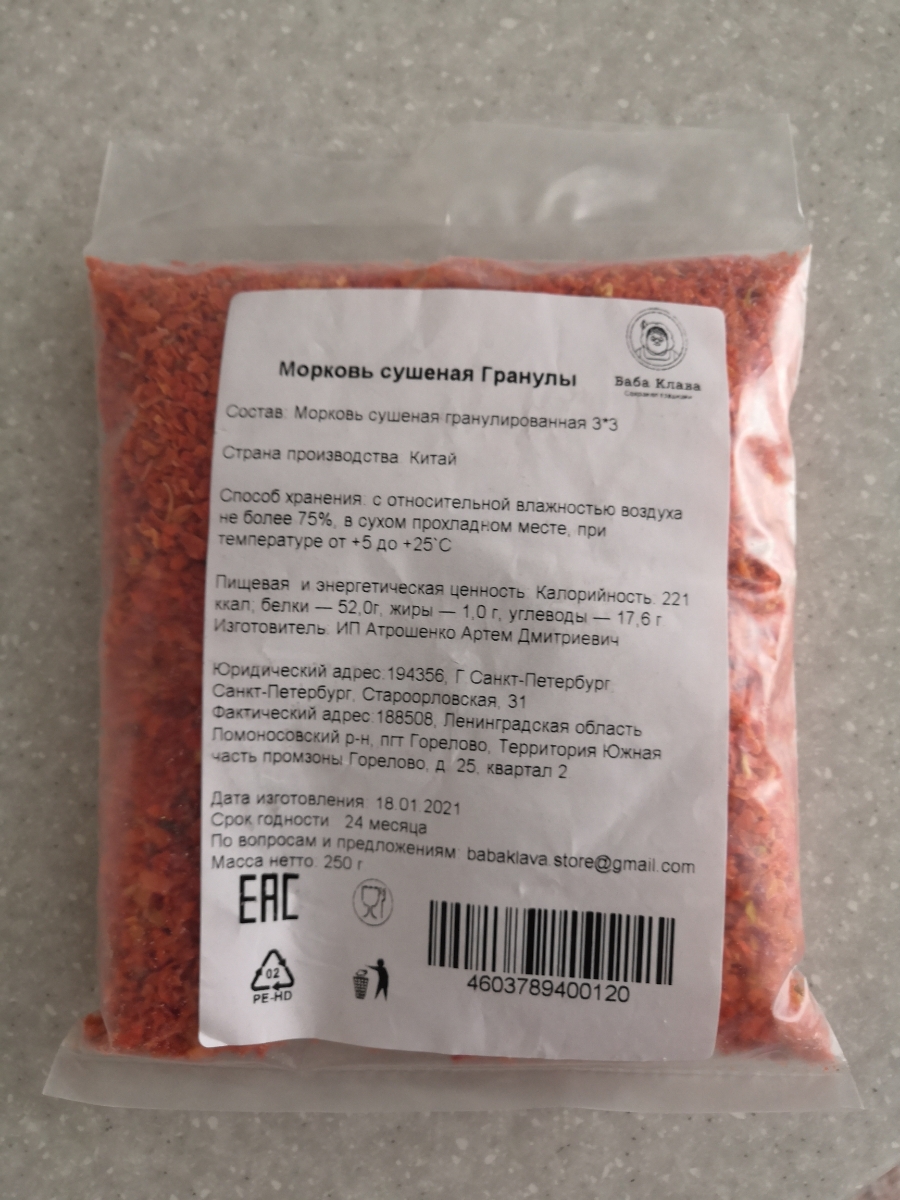 Баба Клава
Морковь сушеная Гранулы
Состав: Морковь сушеная гранулированная 3*3
Страна производства: Китай
Способ хранения: с относительной влажностью воздуха
не более 75%, в сухом прохладном месте, при
температуре от +5 до +25`С
Пищевая и энергетическая ценность: Калорийность: 221
ккал; белки — 52,0г, жиры — 1,0 г, углеводы — 17,6 г
Изготовитель: ИП Атрошенко Артем Дмитриевич
Юридический адрес:194356, Г.Санкт-Петербург,
Санкт-Петербург, Староорловская, 31
Фактический адрес:188508, Ленинградская область
Ломоносовский р-н, пгт Горелово, Территория Южная
часть промзоны Горелово, д. 25, квартал 2
Дата изготовления: 18.01.2021
Срок годности: 24 месяца
По вопросам и предложениям: babaklava.store@gmail.com
Масса нетто: 250 г
EAC
02
PE-HD
4603789400120